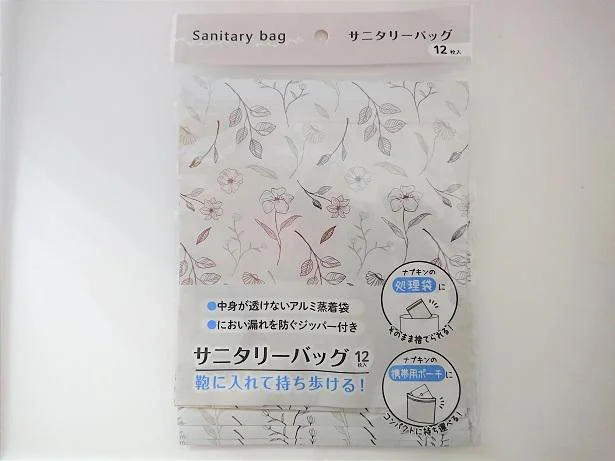 Sanitary bag
サニタリーバッグ
12枚入
ナプキンの
処理袋に
そのまま捨てられる!
●中身が透けないアルミ蒸着袋
●におい漏れを防ぐジッパー付き
サニタリーバッグ 12枚入
鞄に入れて持ち歩ける!
ナプキンの
携帯用ポーチに
コンパクトに持ち運べる!